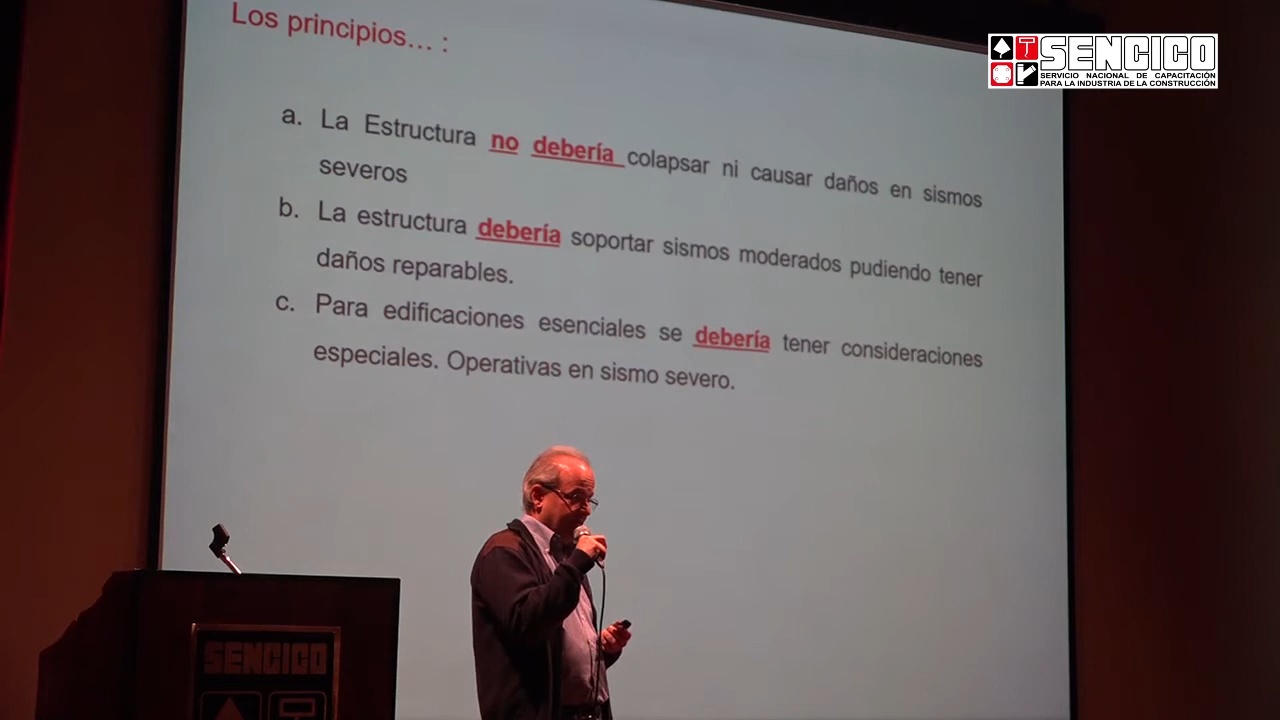 Los principios... :
SENCICO
SERVICIO NACIONAL DE CAPACITACIÓN
PARA LA INDUSTRIA DE LA CONSTRUCCIÓN
a. La Estructura no debería colapsar ni causar daños en sismos
severos
b. La estructura debería soportar sismos moderados pudiendo tener
daños reparables.
c. Para edificaciones esenciales se debería tener consideraciones
especiales. Operativas en sismo severo.
SENCICO